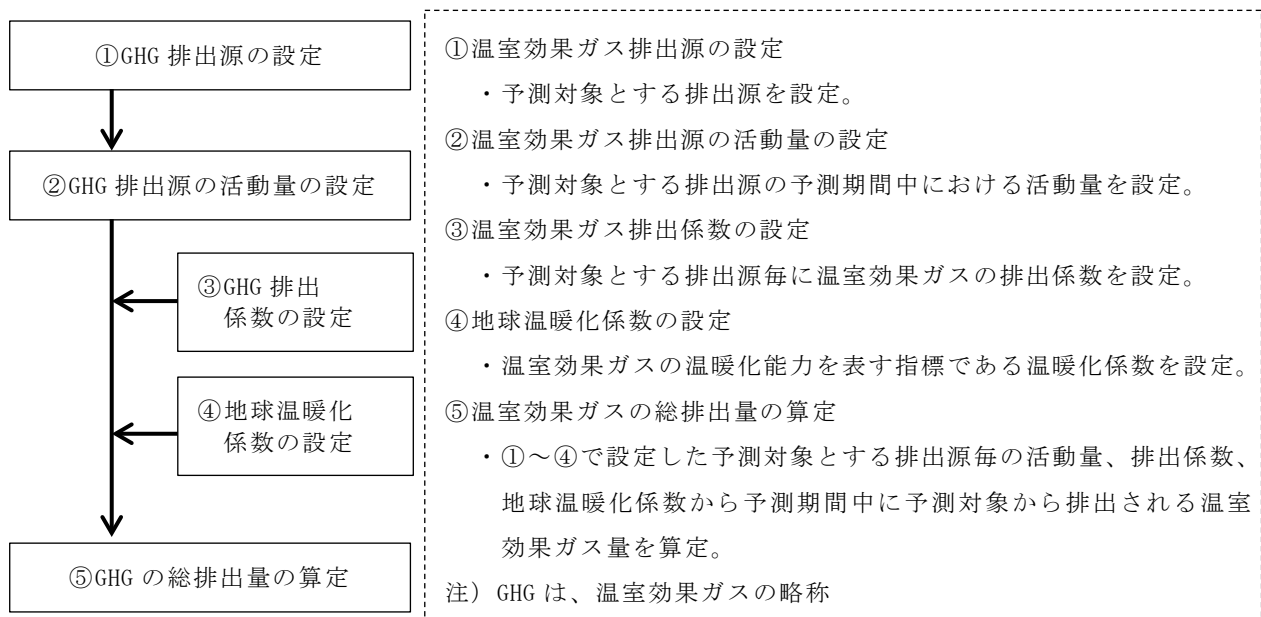 ①GHG 排出源の設定
②GHG 排出源の活動量の設定
③GHG 排出
係数の設定
④地球温暖化
係数の設定
⑤GHG の総排出量の算定
①温室効果ガス排出源の設定
・予測対象とする排出源を設定。
②温室効果ガス排出源の活動量の設定
・予測対象とする排出源の予測期間中における活動量を設定。
③温室効果ガス排出係数の設定
・予測対象とする排出源毎に温室効果ガスの排出係数を設定。
④地球温暖化係数の設定
・温室効果ガスの温暖化能力を表す指標である温暖化係数を設定。
⑤温室効果ガスの総排出量の算定
・①～④で設定した予測対象とする排出源毎の活動量、排出係数、
地球温暖化係数から予測期間中に予測対象から排出される温室
効果ガス量を算定。
注）GHG は、温室効果ガスの略称